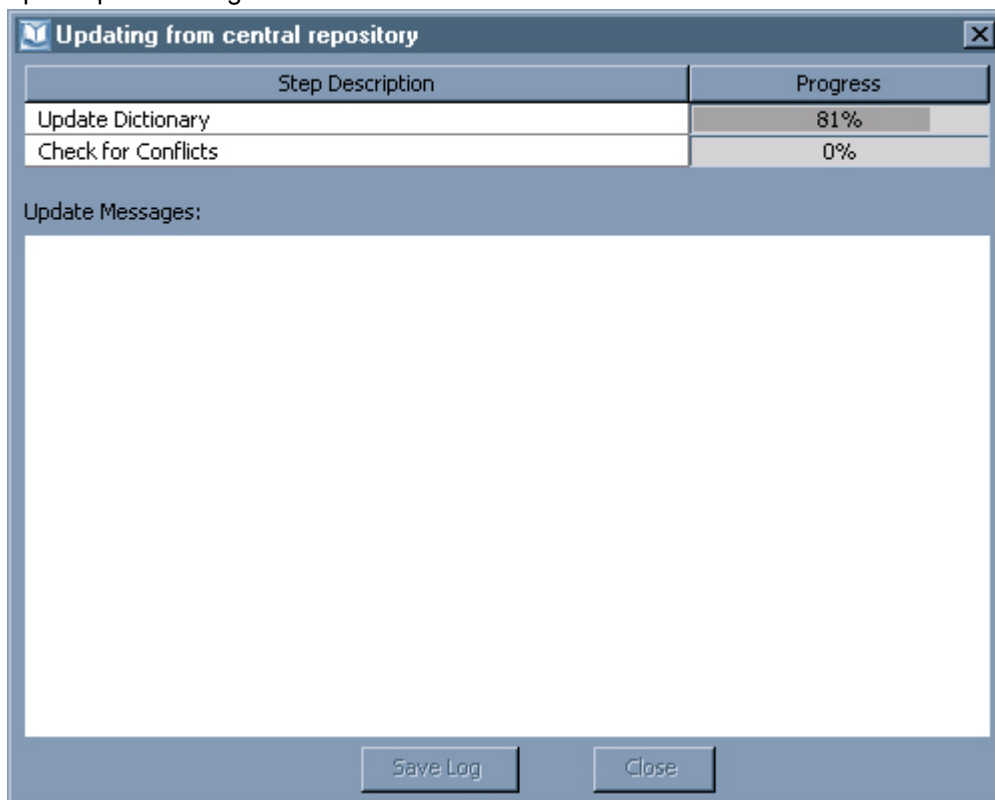 Updating from central repository
Step Description Progress
Update Dictionary 81%
Check for Conflicts 0%
Update Messages:
Save Log Close